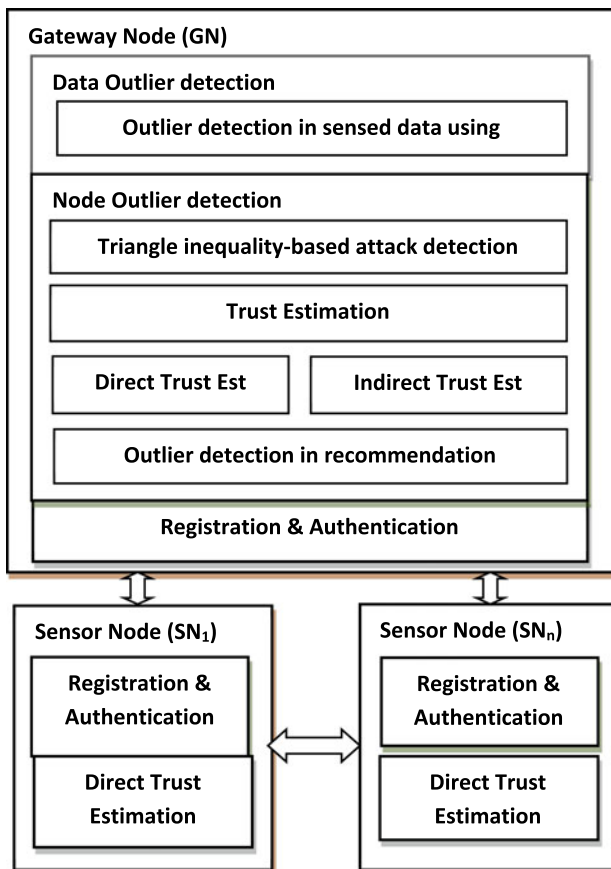 Gateway Node (GN)
Data Outlier detection
Outlier detection in sensed data using
Node Outlier detection
Triangle inequality-based attack detection
Trust Estimation
Direct Trust Est
Indirect Trust Est
Outlier detection in recommendation
Registration & Authentication
Sensor Node (SN₁)
Registration &
Authentication
Direct Trust
Estimation
Sensor Node (SNₙ)
Registration &
Authentication
Direct Trust
Estimation